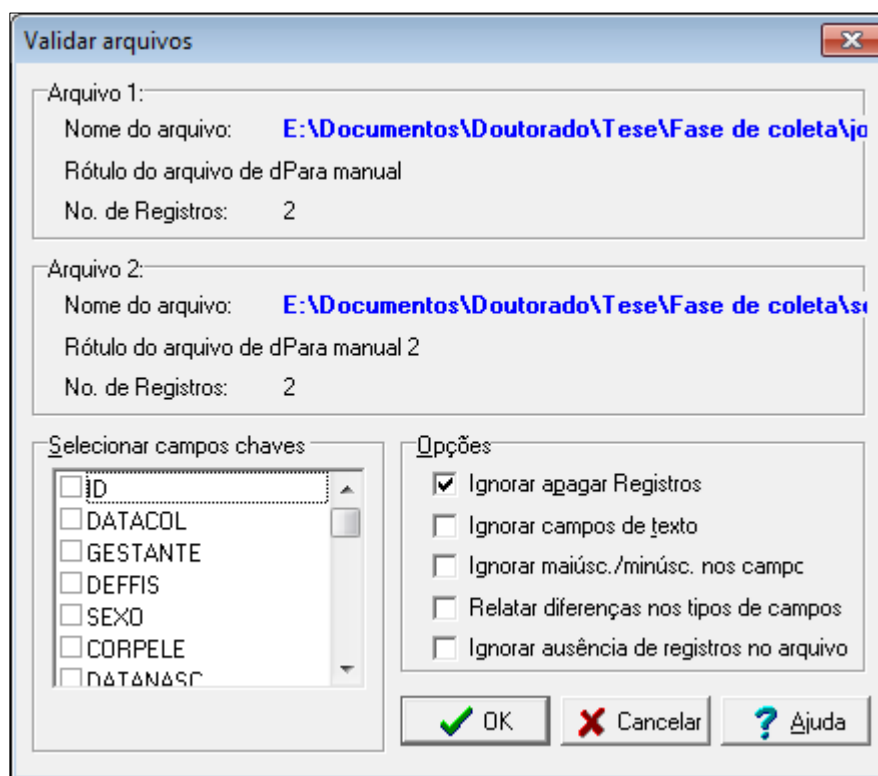 Validar arquivos
Arquivo 1:
Nome do arquivo: E:\Documentos\Doutorado\Tese\Fase de coleta\jo
Rótulo do arquivo de dPara manual
No. de Registros: 2
Arquivo 2:
Nome do arquivo: E:\Documentos\Doutorado\Tese\Fase de coleta\se
Rótulo do arquivo de dPara manual 2
No. de Registros: 2
Selecionar campos chaves
ID
DATACOL
GESTANTE
DEFFIS
SEXO
CORPELE
DATANASC
Opções
Ignorar apagar Registros
Ignorar campos de texto
Ignorar maiúsc./minúsc. nos campo
Relatar diferenças nos tipos de campos
Ignorar ausência de registros no arquivo
OK Cancelar Ajuda